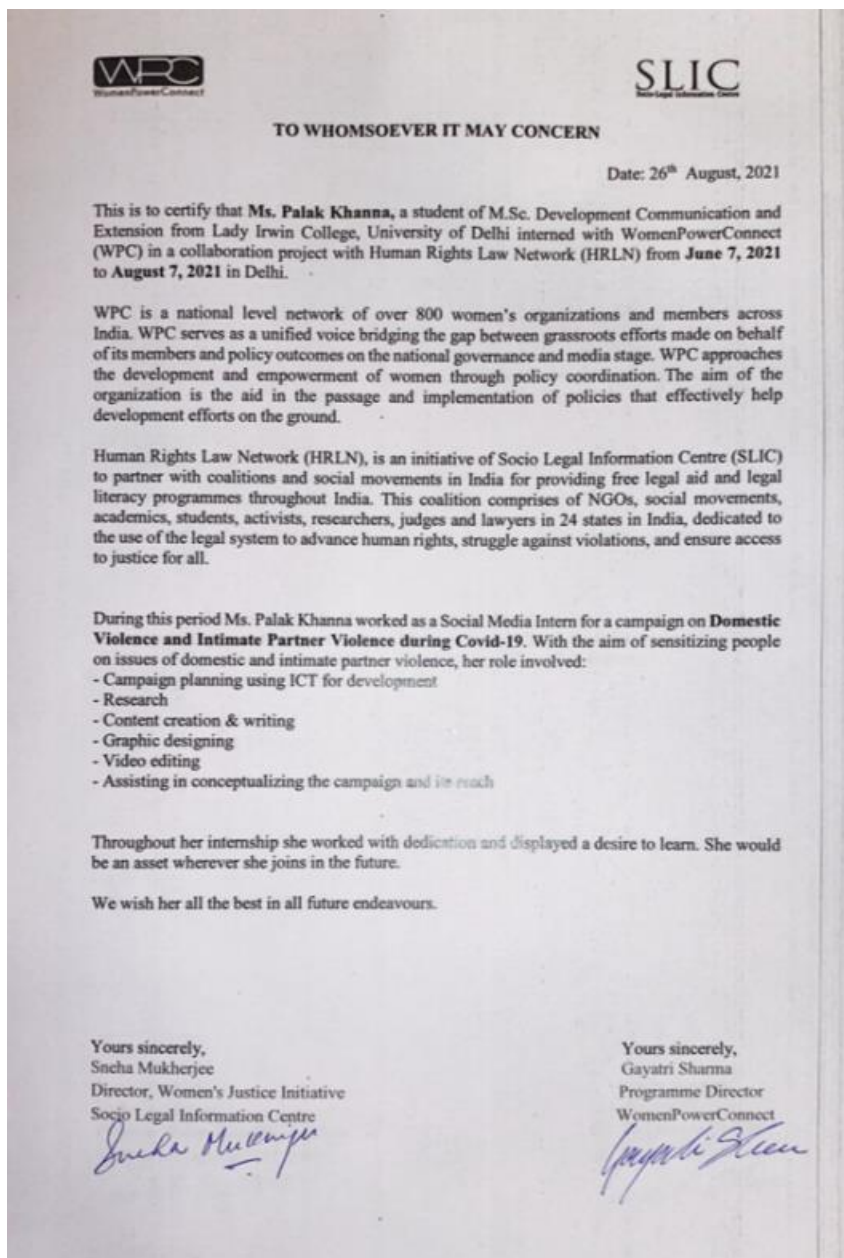 WPC
WomenPowerConnect
SLIC
Socio-Legal Information Centre
TO WHOMSOEVER IT MAY CONCERN
Date: 26th August, 2021
This is to certify that Ms. Palak Khanna, a student of M.Sc. Development Communication and
Extension from Lady Irwin College, University of Delhi interned with WomenPowerConnect
(WPC) in a collaboration project with Human Rights Law Network (HRLN) from June 7, 2021
to August 7, 2021 in Delhi.
WPC is a national level network of over 800 women's organizations and members across
India. WPC serves as a unified voice bridging the gap between grassroots efforts made on behalf
of its members and policy outcomes on the national governance and media stage. WPC approaches
the development and empowerment of women through policy coordination. The aim of the
organization is the aid in the passage and implementation of policies that effectively help
development efforts on the ground.
Human Rights Law Network (HRLN), is an initiative of Socio Legal Information Centre (SLIC)
to partner with coalitions and social movements in India for providing free legal aid and legal
literacy programmes throughout India. This coalition comprises of NGOs, social movements,
academics, students, activists, researchers, judges and lawyers in 24 states in India, dedicated to
the use of the legal system to advance human rights, struggle against violations, and ensure access
to justice for all.
During this period Ms. Palak Khanna worked as a Social Media Intern for a campaign on Domestic
Violence and Intimate Partner Violence during Covid-19. With the aim of sensitizing people
on issues of domestic and intimate partner violence, her role involved:
- Campaign planning using ICT for development
- Research
- Content creation & writing
- Graphic designing
- Video editing
- Assisting in conceptualizing the campaign and its reach
Throughout her internship she worked with dedication and displayed a desire to learn. She would
be an asset wherever she joins in the future.
We wish her all the best in all future endeavours.
Yours sincerely,
Sneha Mukherjee
Director, Women's Justice Initiative
Socio Legal Information Centre
Sneha Mukherjee
Yours sincerely,
Gayatri Sharma
Programme Director
WomenPowerConnect